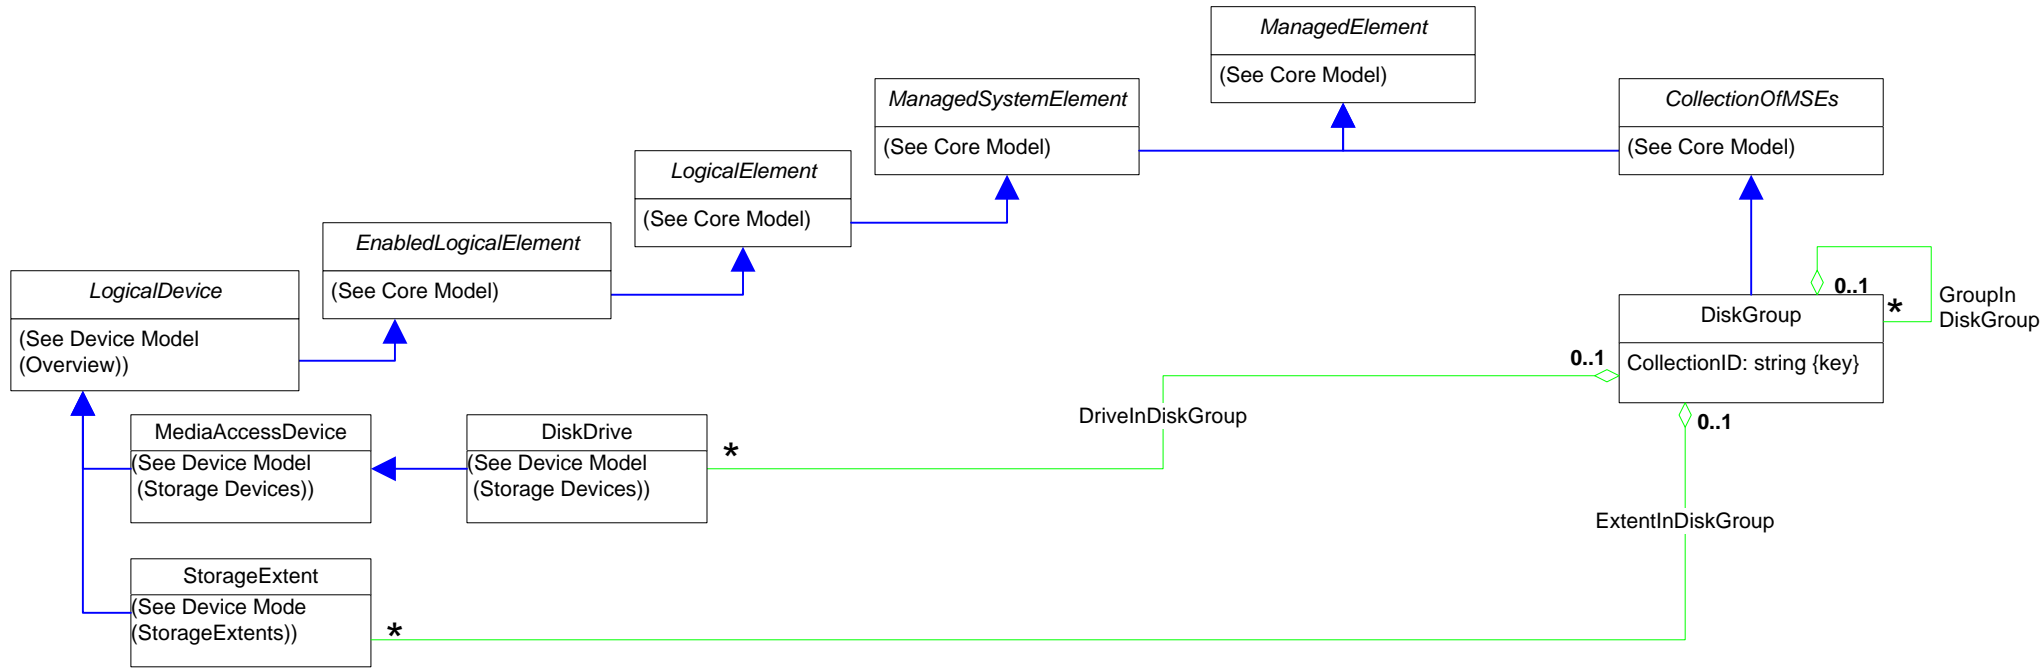 ManagedElement
(See Core Model)
ManagedSystemElement
(See Core Model)
CollectionOfMSEs
(See Core Model)
LogicalElement
(See Core Model)
EnabledLogicalElement
(See Core Model)
LogicalDevice
(See Device Model
(Overview))
0..1
*
GroupIn
DiskGroup
DiskGroup
CollectionID: string {key}
0..1
DriveInDiskGroup
0..1
MediaAccessDevice
(See Device Model
(Storage Devices))
DiskDrive
(See Device Model
(Storage Devices))
*
ExtentInDiskGroup
StorageExtent
(See Device Mode
(StorageExtents))
*